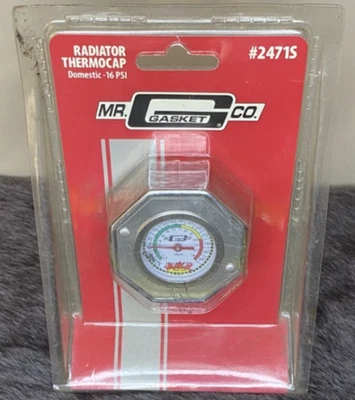 RADIATOR
THERMOCAP
Domestic -16 PSI
#2471S
MR. GASKET CO.